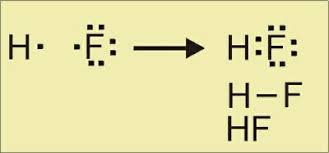 H· ·F: → H:F:
H–F
HF